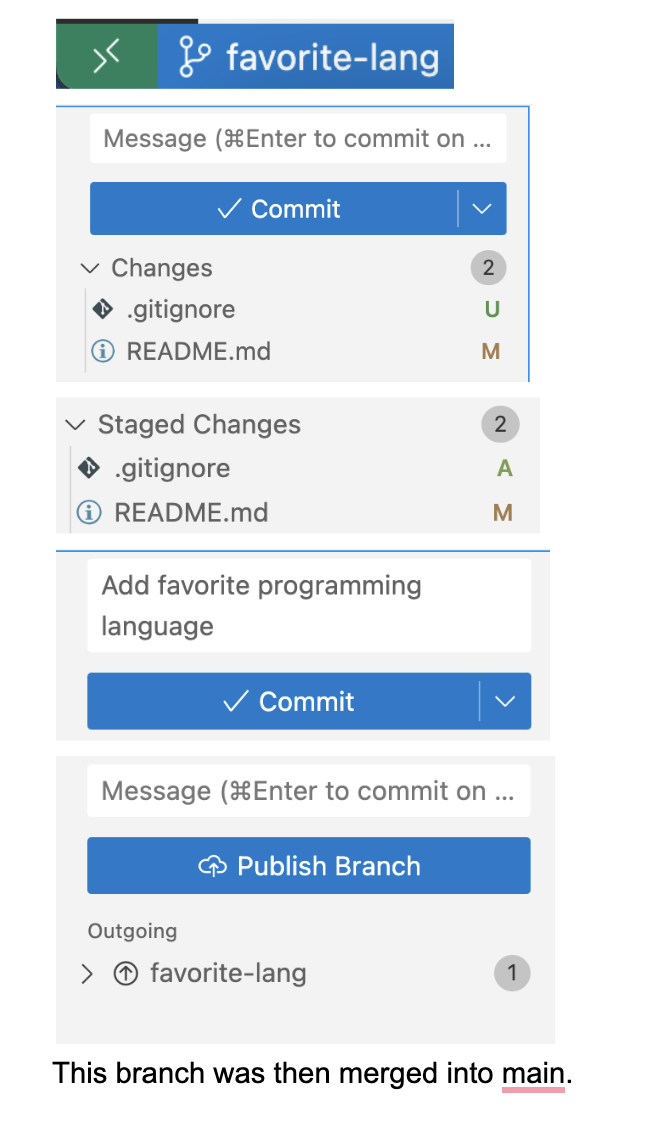 favorite-lang
Message (⌘Enter to commit on ...
Commit
Changes 2
.gitignore U
README.md M
Staged Changes 2
.gitignore A
README.md M
Add favorite programming
language
Commit
Message (⌘Enter to commit on ...
Publish Branch
Outgoing
favorite-lang 1
This branch was then merged into main.